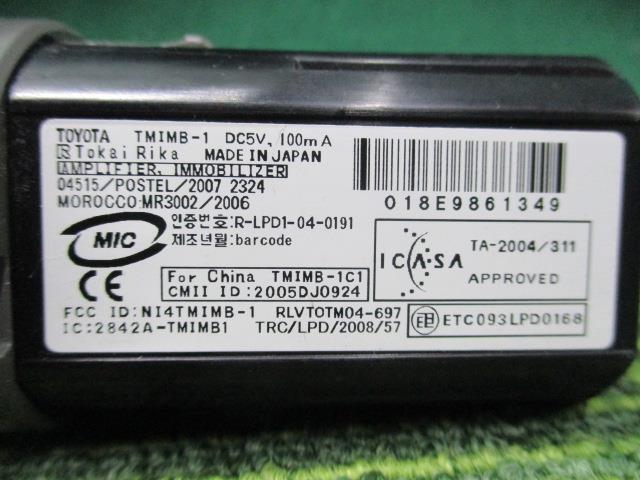 TOYOTA TMIMB-1 DC5V, 100mA
Tokai Rika MADE IN JAPAN
AMPLIFIER, IMMOBILIZER
04515/POSTEL/2007 2324
MOROCCO:MR3002/2006
018E9861349
MIC
인증번호:R-LPD1-04-0191
제조년월:barcode
CE
For China TMIMB-1C1
CMII ID:2005DJ0924
ICASA
TA-2004/311
APPROVED
FCC ID:NI4TMIMB-1 RLVTOTM04-697
IC:2842A-TMIMB1 TRC/LPD/2008/57
ETC093LPD0168